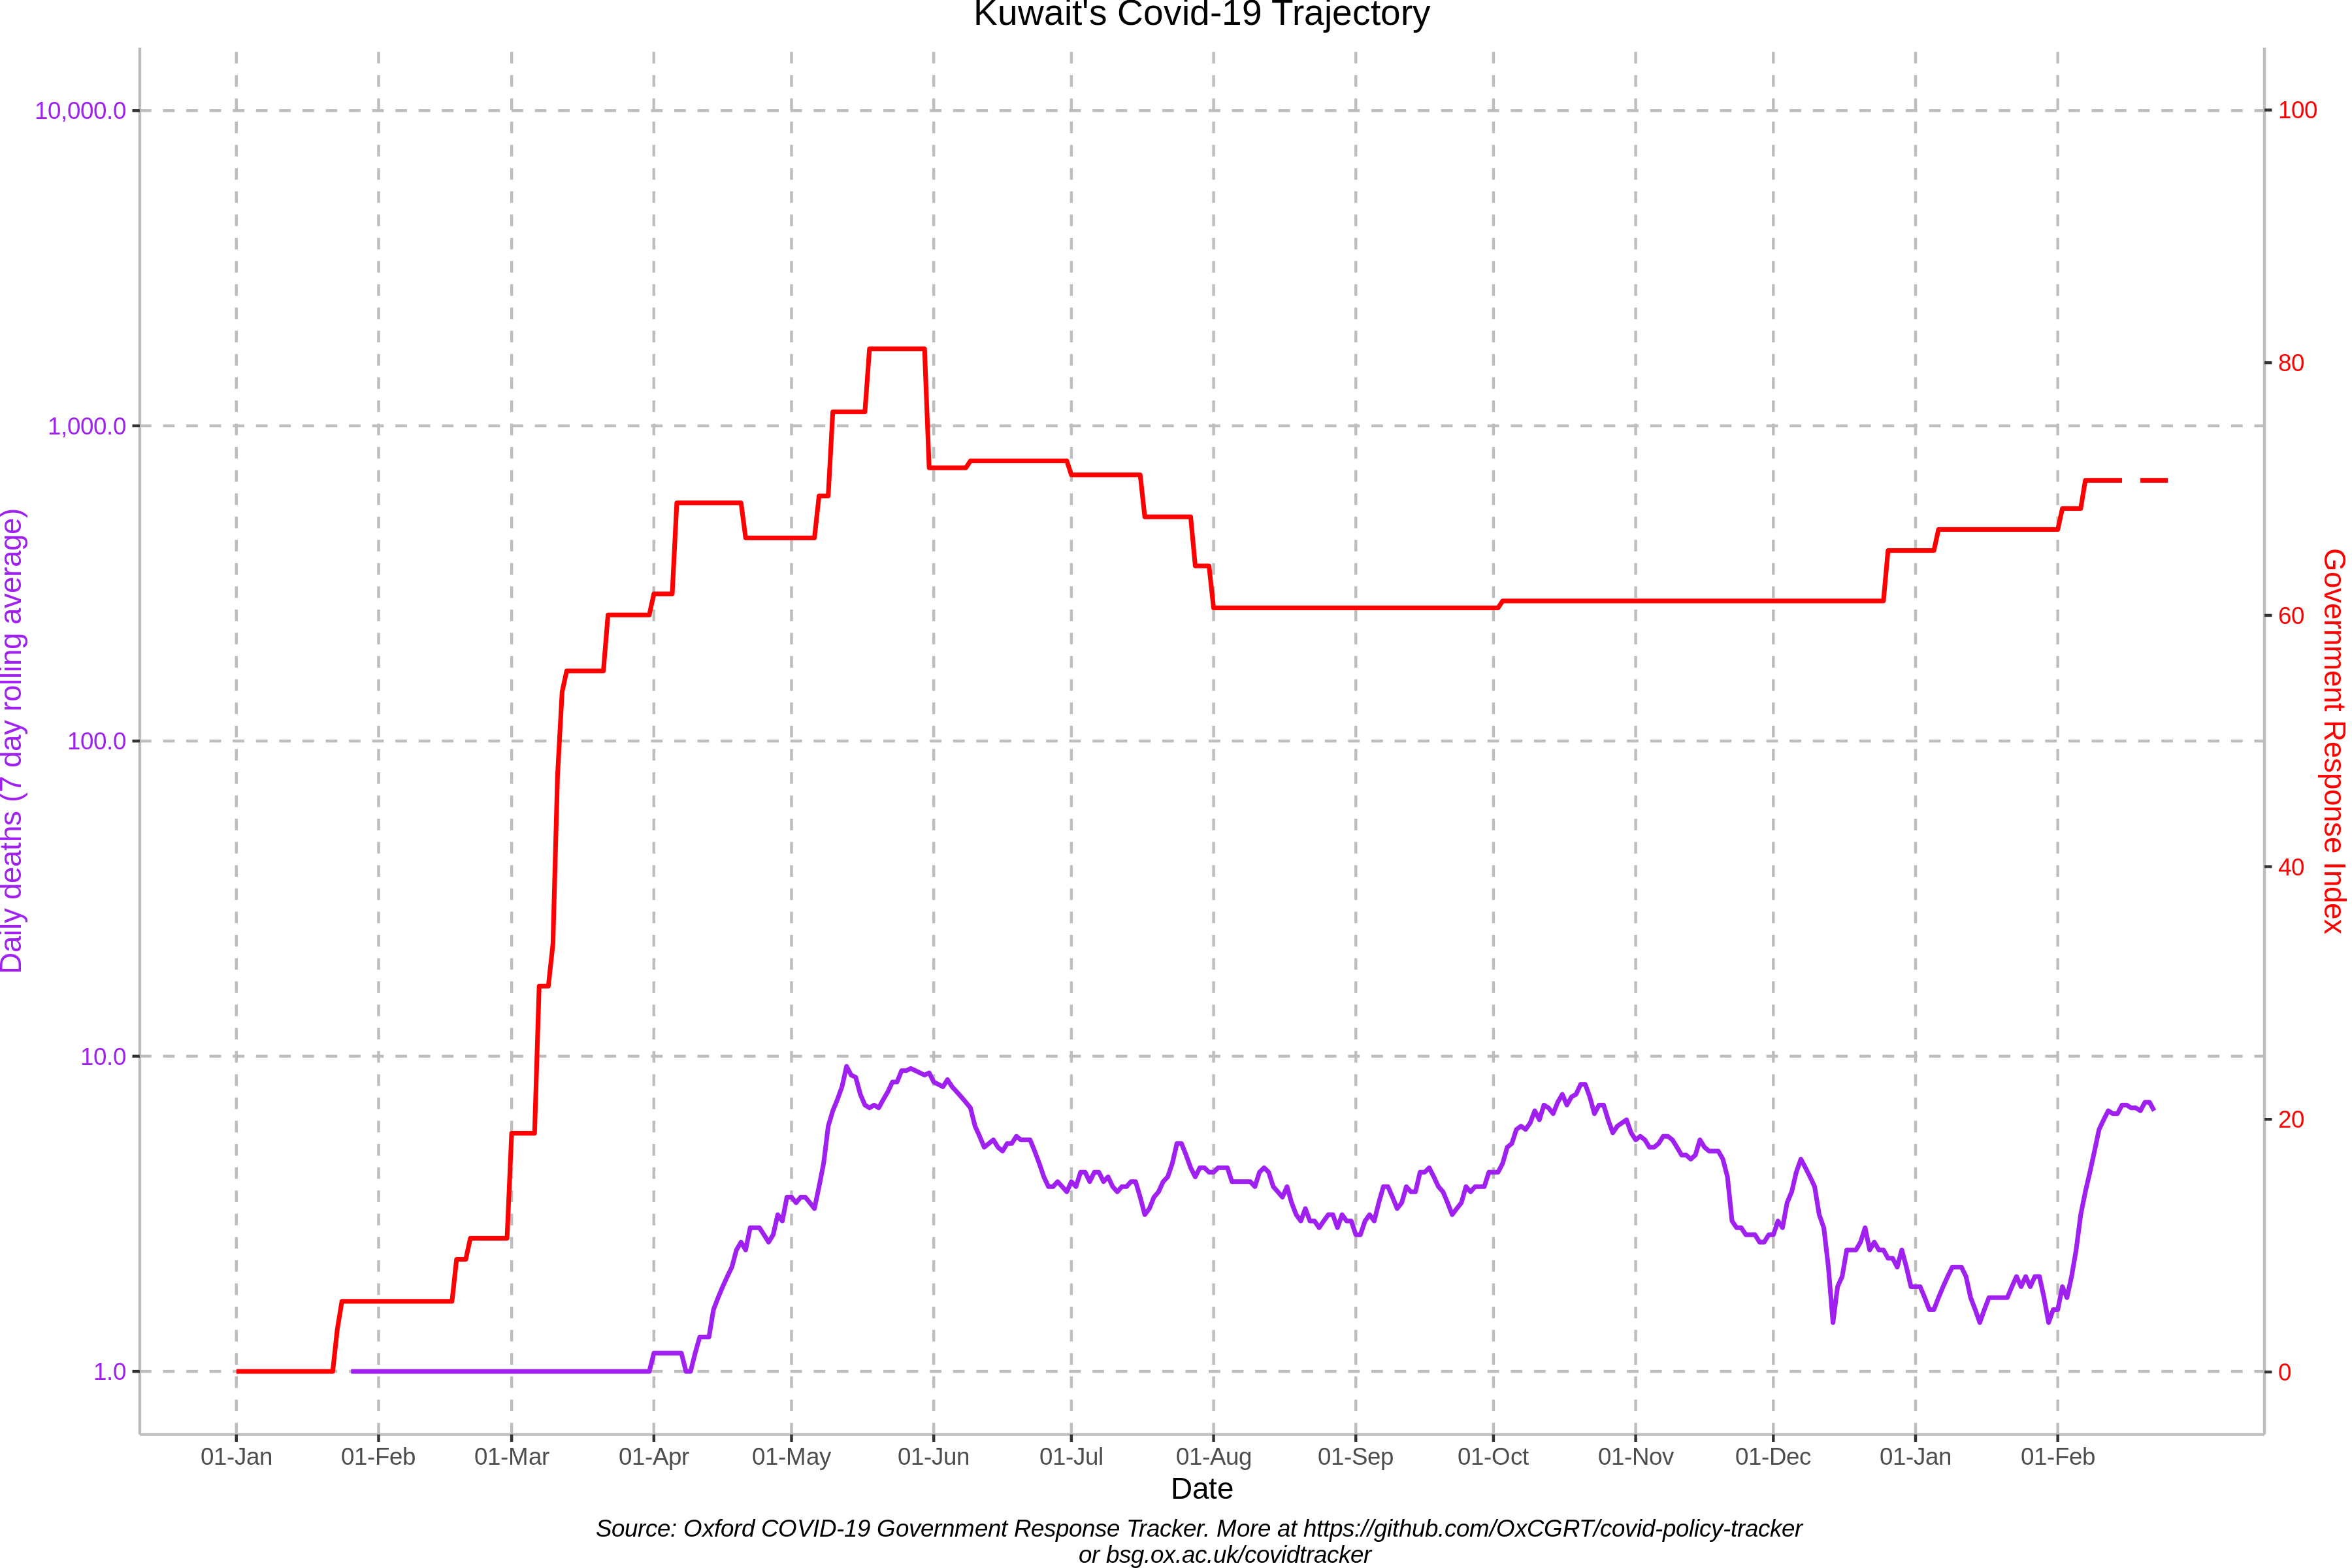 Kuwait's Covid-19 Trajectory
Daily deaths (7 day rolling average)
10,000.0
1,000.0
100.0
10.0
1.0
100
80
60
40
20
0
Government Response Index
01-Jan 01-Feb 01-Mar 01-Apr 01-May 01-Jun 01-Jul 01-Aug 01-Sep 01-Oct 01-Nov 01-Dec 01-Jan 01-Feb
Date
Source: Oxford COVID-19 Government Response Tracker. More at https://github.com/OxCGRT/covid-policy-tracker
or bsg.ox.ac.uk/covidtracker